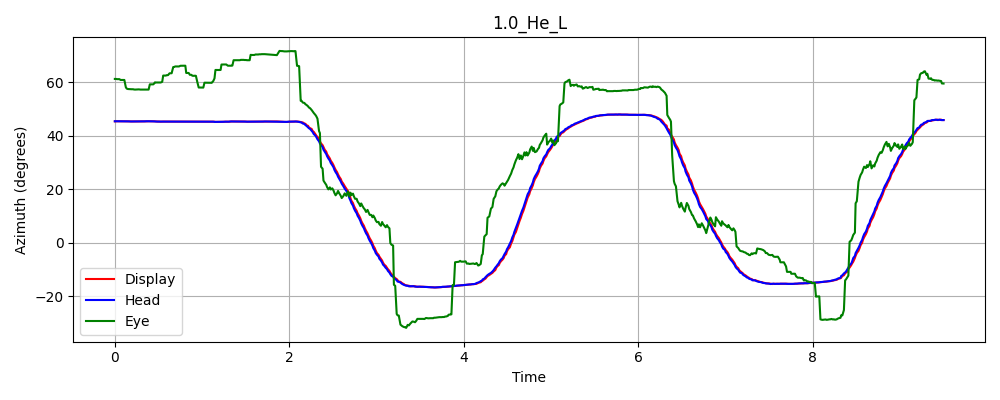 1.0_He_L
Azimuth (degrees)
60
40
20
0
−20
Display
Head
Eye
0 2 4 6 8
Time